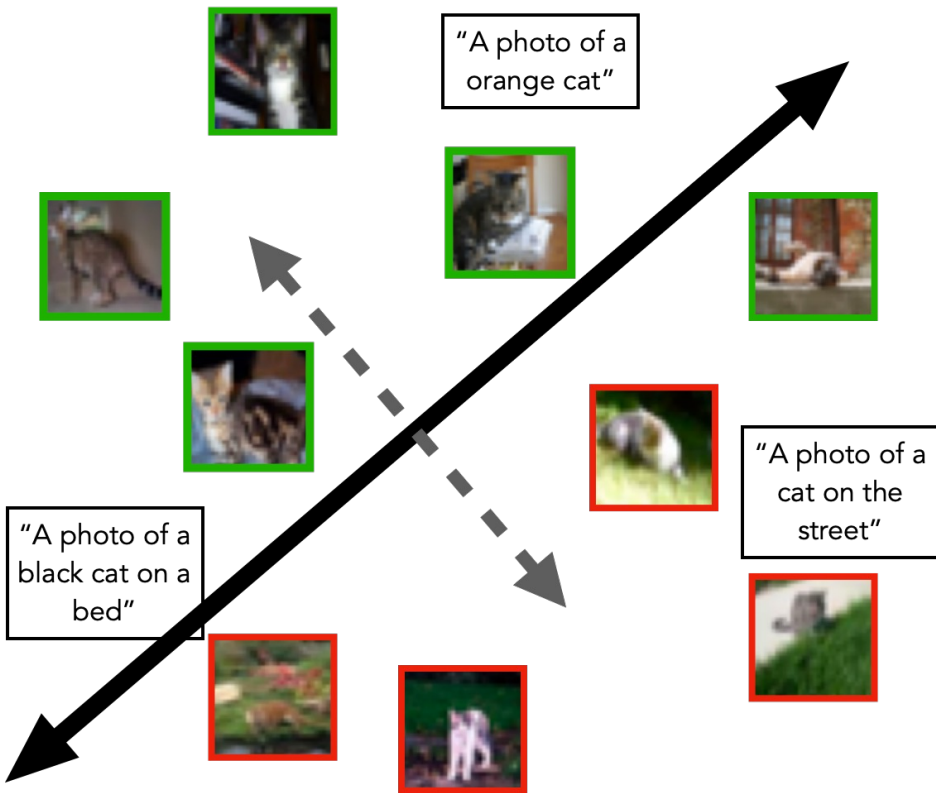 “A photo of a
orange cat”
“A photo of a
cat on the
street”
“A photo of a
black cat on a
bed”